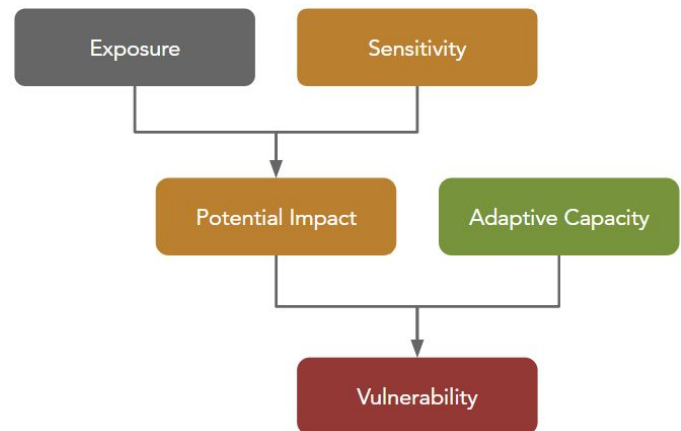 Exposure
Sensitivity
Potential Impact
Adaptive Capacity
Vulnerability